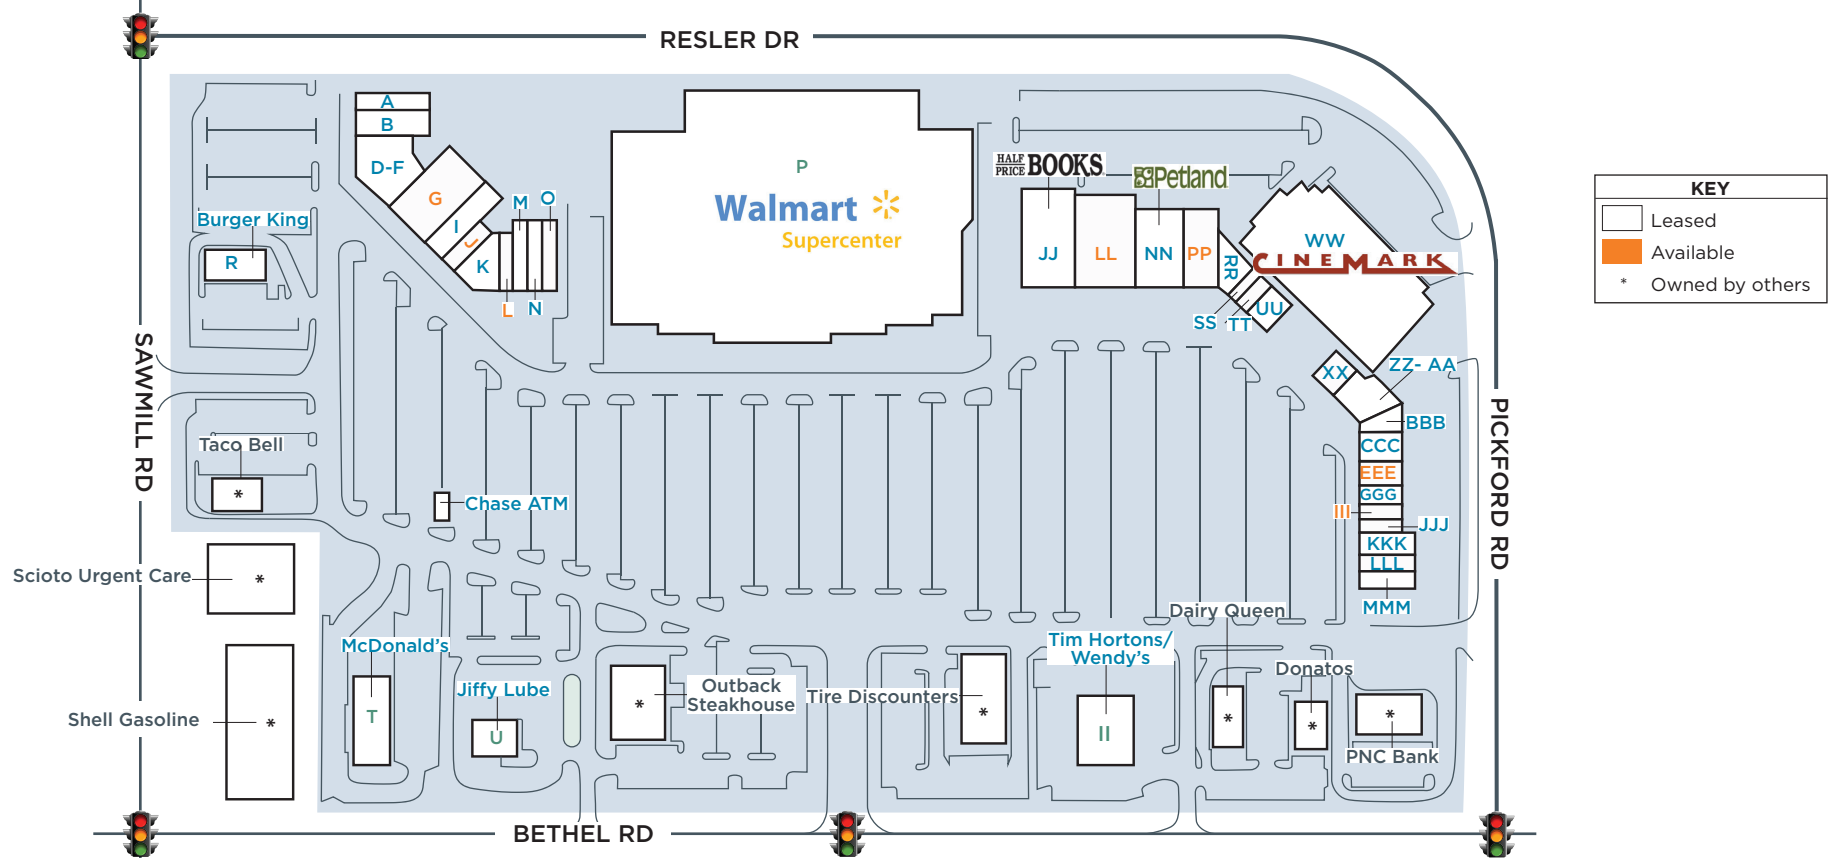 RESLER DR
A
B
D-F
G
I
J
K
L
M
N
O
P
Walmart
Supercenter
HALF
PRICE BOOKS
Petland
JJ
LL
NN
PP
RR
SS
TT
UU
WW
CINEMARK
XX
ZZ- AA
BBB
CCC
EEE
GGG
III
JJJ
KKK
LLL
MMM
KEY
Leased
Available
* Owned by others
Burger King
R
SAWMILL RD
PICKFORD RD
Taco Bell
*
Chase ATM
Scioto Urgent Care
*
Shell Gasoline
*
McDonald's
T
Jiffy Lube
U
*
Outback
Steakhouse
Tire Discounters
*
Tim Hortons/
Wendy's
II
Dairy Queen
*
Donatos
*
*
PNC Bank
BETHEL RD